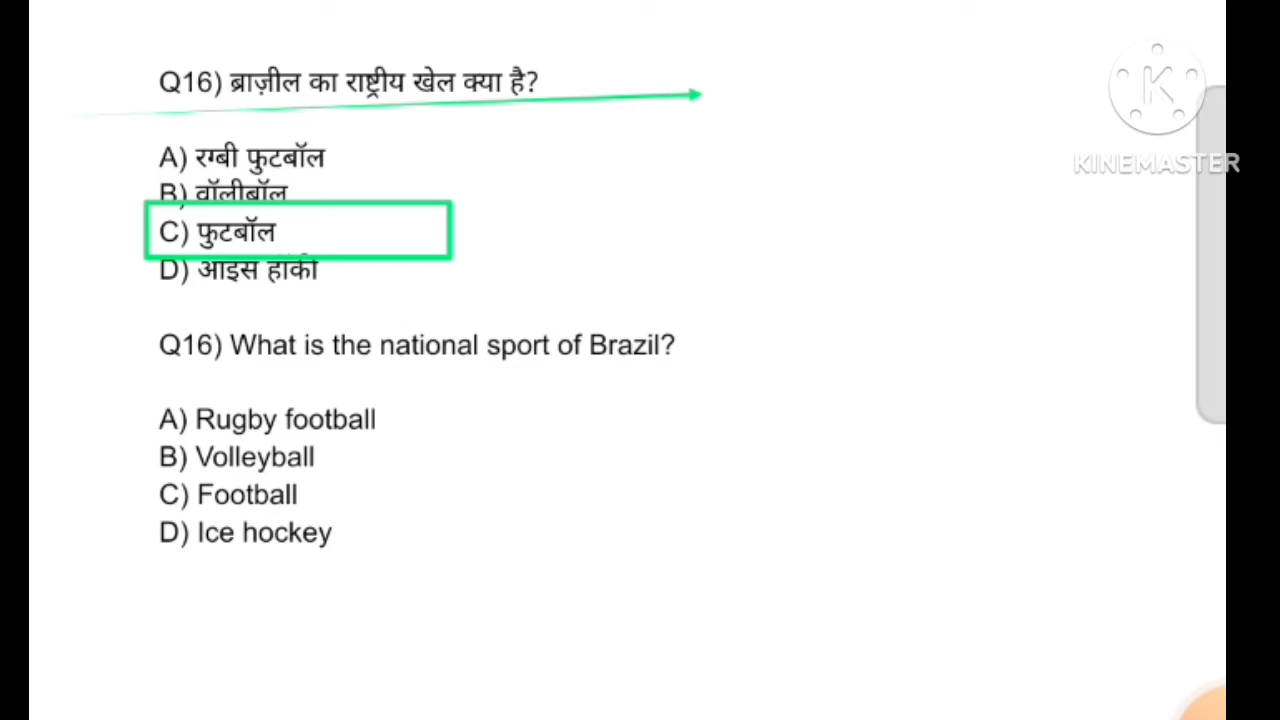 Q16) ब्राज़ील का राष्ट्रीय खेल क्या है?
A) रग्बी फुटबॉल
B) वॉलीबॉल
C) फुटबॉल
D) आइस हॉकी
Q16) What is the national sport of Brazil?
A) Rugby football
B) Volleyball
C) Football
D) Ice hockey
K
KINEMASTER